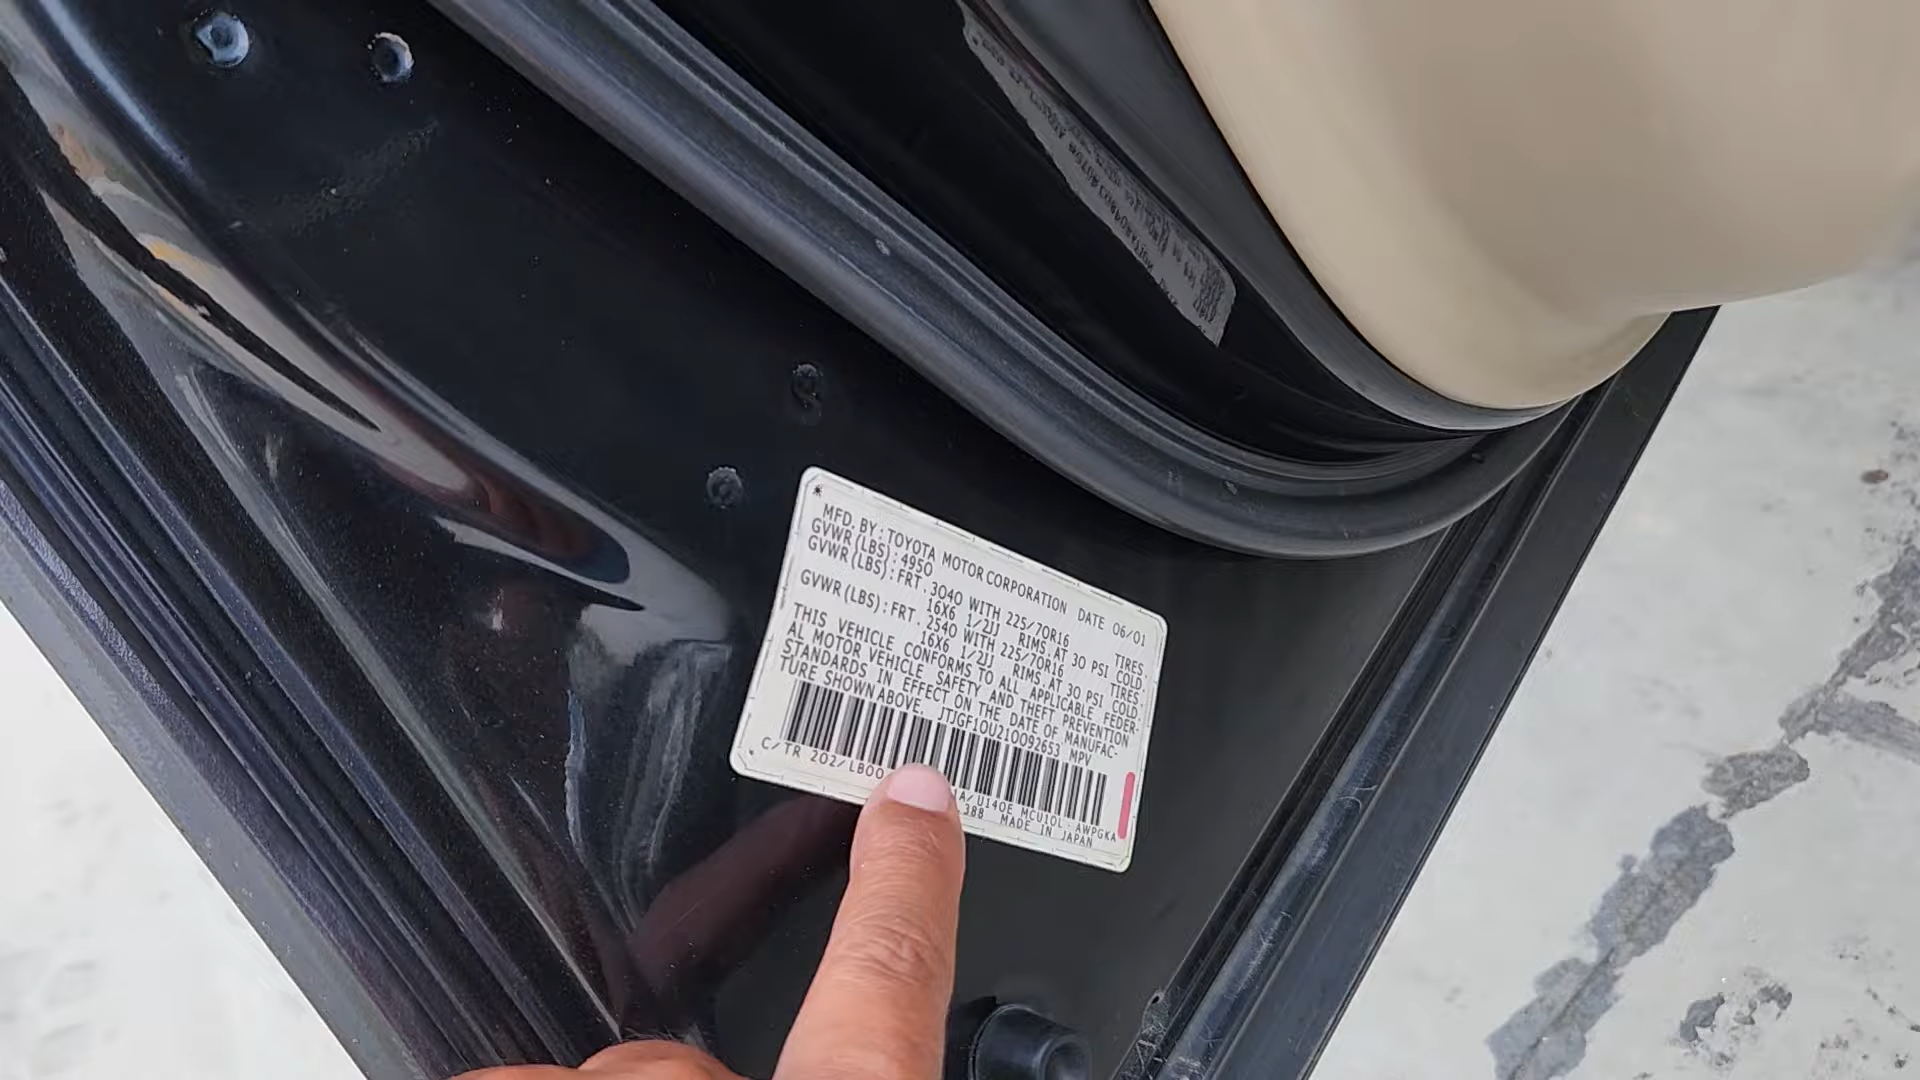 MFD. BY: TOYOTA MOTOR CORPORATION DATE 06/01
GVWR (LBS): 4950
GVWR (LBS): FRT. 3040 WITH 225/70R16 TIRES,
16X6 1/2JJ RIMS, AT 30 PSI COLD.
GVWR (LBS): FRT. 2540 WITH 225/70R16 TIRES,
16X6 1/2JJ RIMS, AT 30 PSI COLD.
THIS VEHICLE CONFORMS TO ALL APPLICABLE FEDER-
AL MOTOR VEHICLE SAFETY AND THEFT PREVENTION
STANDARDS IN EFFECT ON THE DATE OF MANUFAC-
TURE SHOWN ABOVE. JTJGF10U210092653 MPV
C/TR 202/LB00 1A/U140E MCU10L-AWPGKA
388 MADE IN JAPAN